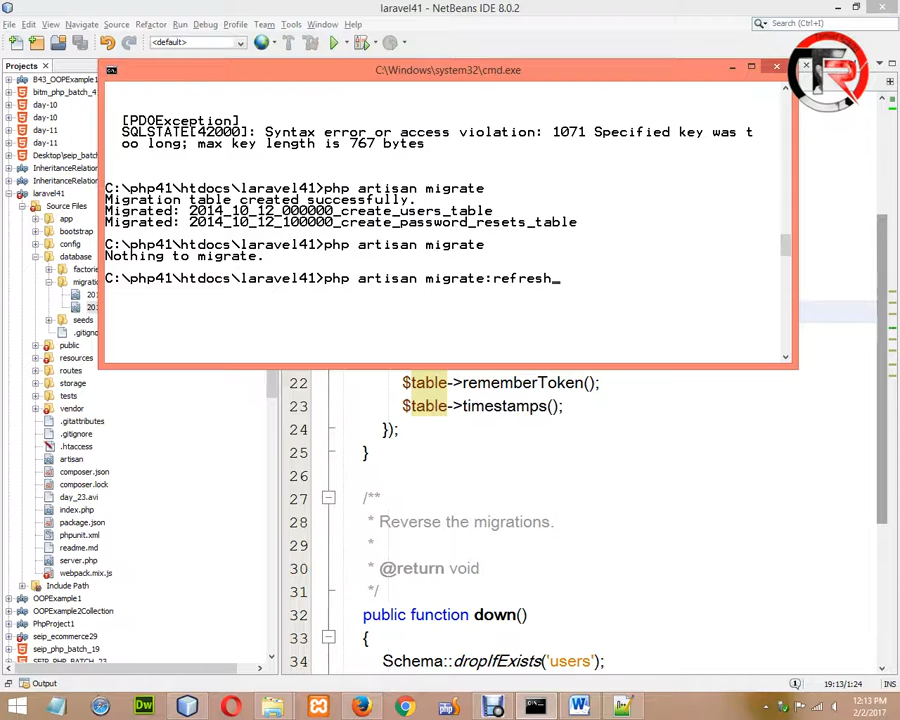 laravel41 - NetBeans IDE 8.0.2
File Edit View Navigate Source Refactor Run Debug Profile Team Tools Window Help
Search (Ctrl+I)
<default>
Projects
C:\Windows\system32\cmd.exe
TR
B43_OOPExample1
bitm_php_batch_4
day-10
day-10
day-11
day-11
Desktop\seip_batch
InheritanceRelation
InheritanceRelation
laravel41
Source Files
app
bootstrap
config
database
factorie
migratio
20
20
seeds
.gitigno
public
resources
routes
storage
tests
vendor
.gitattributes
.gitignore
.htaccess
artisan
composer.json
composer.lock
day_23.avi
index.php
package.json
phpunit.xml
readme.md
server.php
webpack.mix.js
Include Path
OOPExample1
OOPExample2Collection
PhpProject1
seip_ecommerce29
seip_php_batch_19
SEIP_PHP_BATCH_23
[PDOException]
SQLSTATE[42000]: Syntax error or access violation: 1071 Specified key was t
oo long; max key length is 767 bytes
C:\php41\htdocs\laravel41>php artisan migrate
Migration table created successfully.
Migrated: 2014_10_12_000000_create_users_table
Migrated: 2014_10_12_100000_create_password_resets_table
C:\php41\htdocs\laravel41>php artisan migrate
Nothing to migrate.
C:\php41\htdocs\laravel41>php artisan migrate:refresh_
22 $table->rememberToken();
23 $table->timestamps();
24 });
25 }
26
27 /**
28 * Reverse the migrations.
29 *
30 * @return void
31 */
32 public function down()
33 {
34 Schema::dropIfExists('users');
Output
19:13/1:24 INS
12:13 PM
2/2/2017